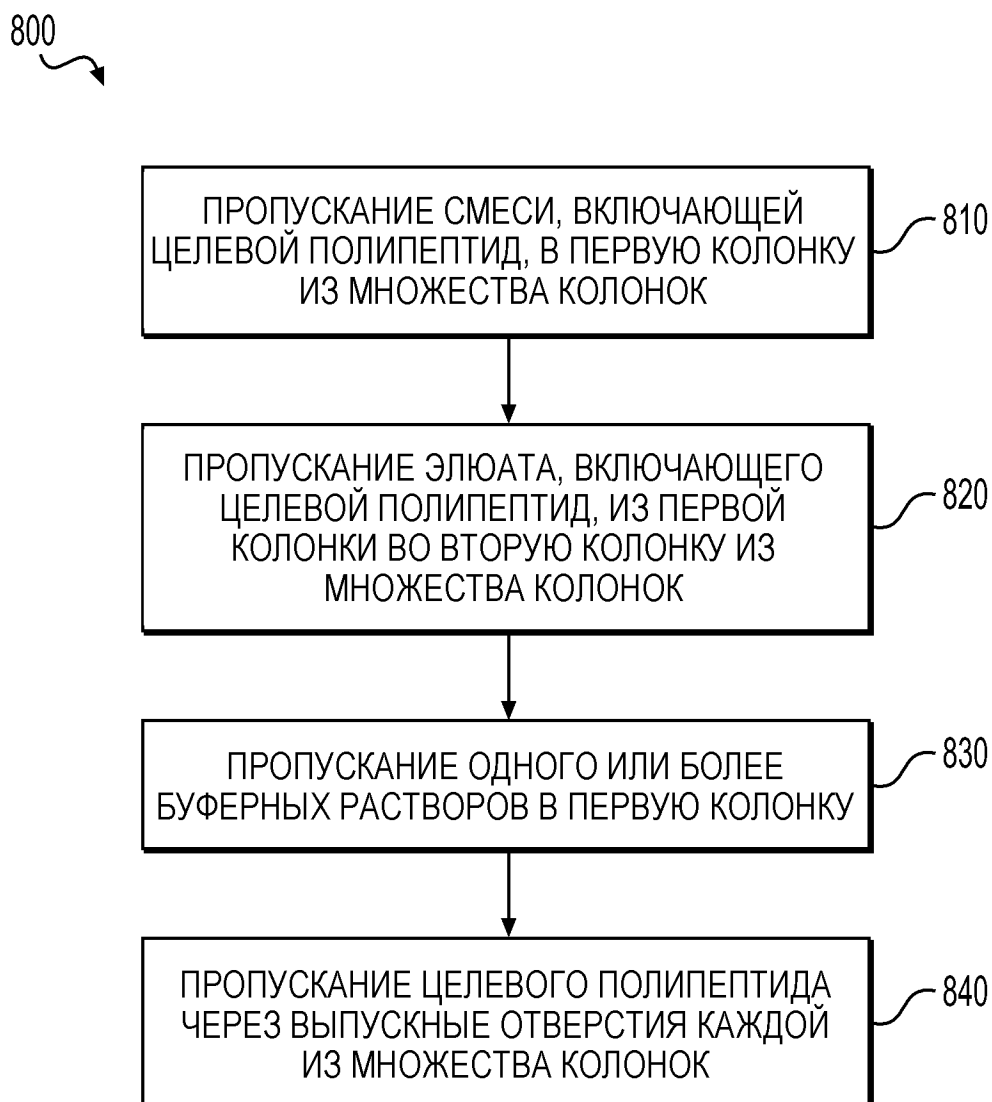 800
ПРОПУСКАНИЕ СМЕСИ, ВКЛЮЧАЮЩЕЙ
ЦЕЛЕВОЙ ПОЛИПЕПТИД, В ПЕРВУЮ КОЛОНКУ
ИЗ МНОЖЕСТВА КОЛОНОК
810
ПРОПУСКАНИЕ ЭЛЮАТА, ВКЛЮЧАЮЩЕГО
ЦЕЛЕВОЙ ПОЛИПЕПТИД, ИЗ ПЕРВОЙ
КОЛОНКИ ВО ВТОРУЮ КОЛОНКУ ИЗ
МНОЖЕСТВА КОЛОНОК
820
ПРОПУСКАНИЕ ОДНОГО ИЛИ БОЛЕЕ
БУФЕРНЫХ РАСТВОРОВ В ПЕРВУЮ КОЛОНКУ
830
ПРОПУСКАНИЕ ЦЕЛЕВОГО ПОЛИПЕПТИДА
ЧЕРЕЗ ВЫПУСКНЫЕ ОТВЕРСТИЯ КАЖДОЙ
ИЗ МНОЖЕСТВА КОЛОНОК
840